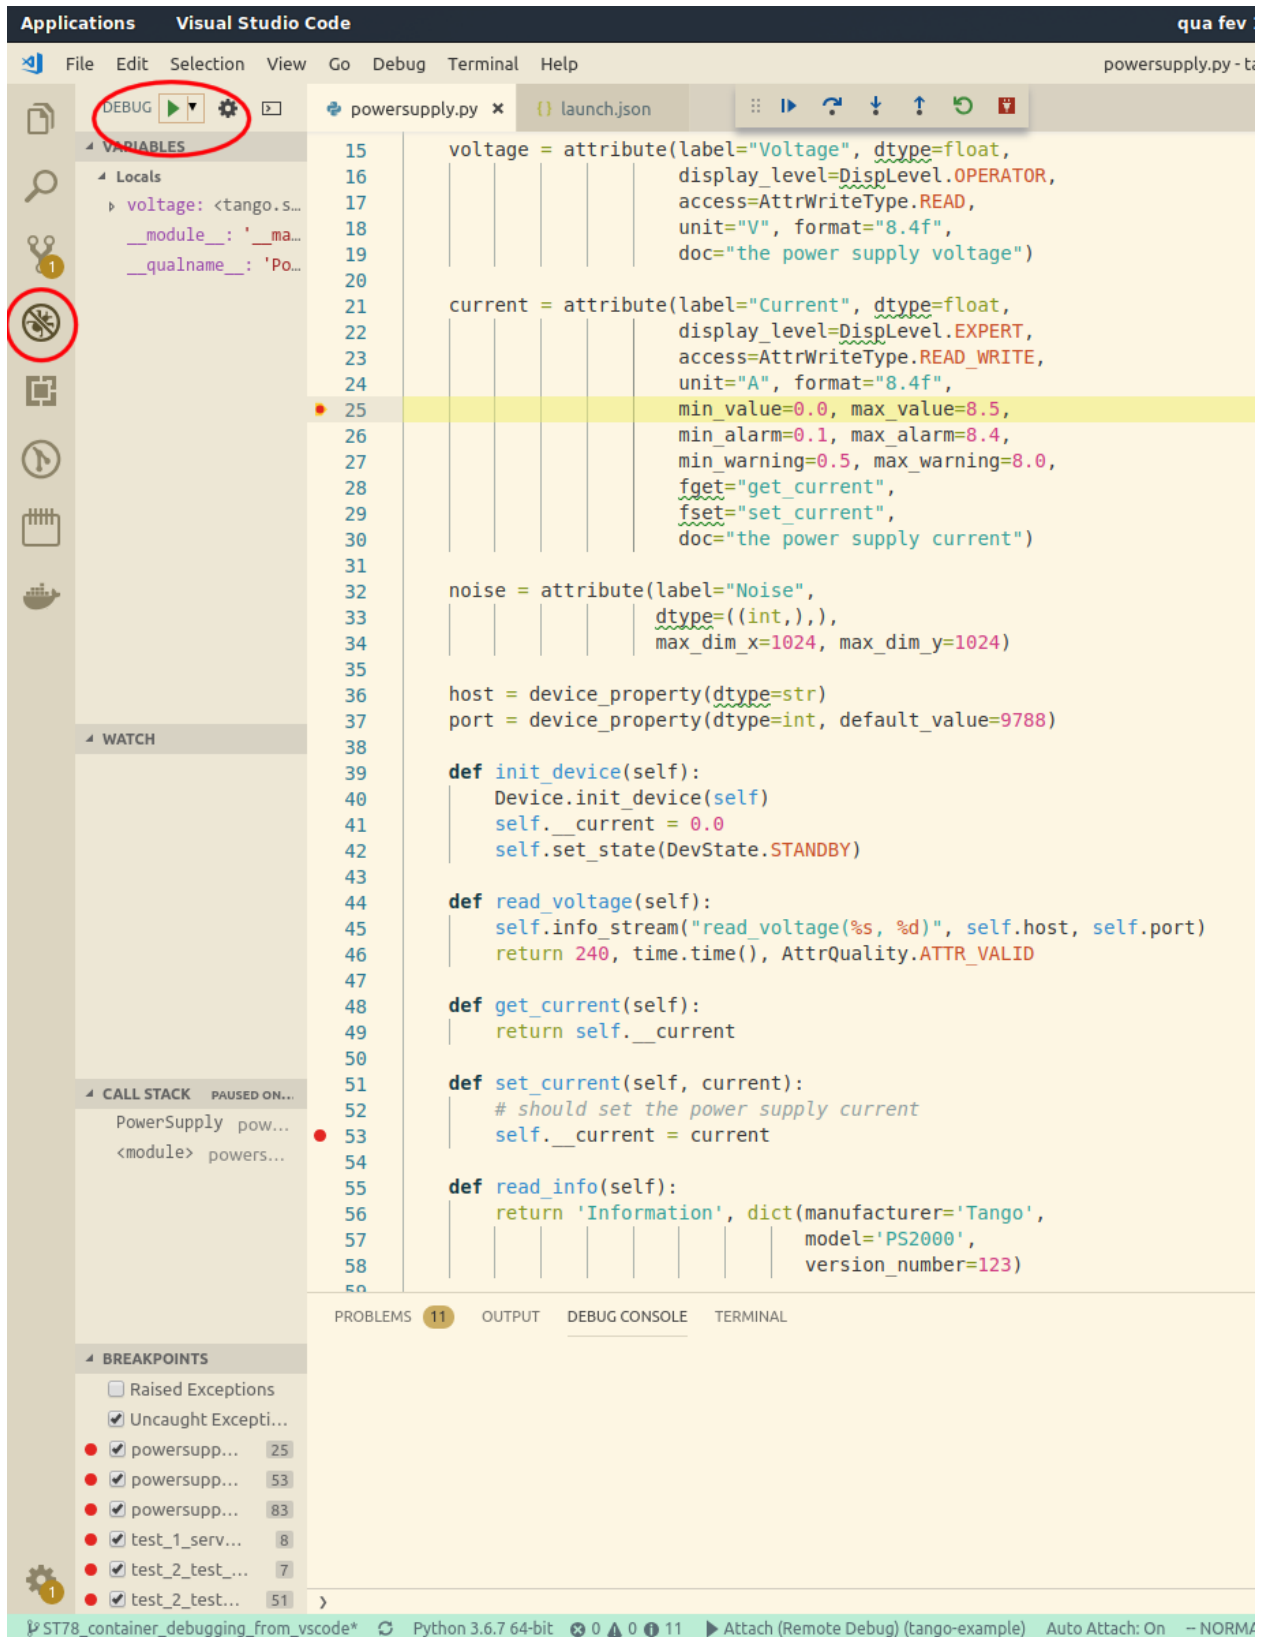 Applications Visual Studio Code qua fev
File Edit Selection View Go Debug Terminal Help powersupply.py - ta
DEBUG
powersupply.py × {} launch.json
VARIABLES
Locals
voltage: <tango.s...
__module__: '__ma...
__qualname__: 'Po...
WATCH
CALL STACK PAUSED ON...
PowerSupply pow...
<module> powers...
BREAKPOINTS
Raised Exceptions
Uncaught Excepti...
powersupp... 25
powersupp... 53
powersupp... 83
test_1_serv... 8
test_2_test_... 7
test_2_test... 51
1
1
15 voltage = attribute(label="Voltage", dtype=float,
16 display_level=DispLevel.OPERATOR,
17 access=AttrWriteType.READ,
18 unit="V", format="8.4f",
19 doc="the power supply voltage")
20
21 current = attribute(label="Current", dtype=float,
22 display_level=DispLevel.EXPERT,
23 access=AttrWriteType.READ_WRITE,
24 unit="A", format="8.4f",
25 min_value=0.0, max_value=8.5,
26 min_alarm=0.1, max_alarm=8.4,
27 min_warning=0.5, max_warning=8.0,
28 fget="get_current",
29 fset="set_current",
30 doc="the power supply current")
31
32 noise = attribute(label="Noise",
33 dtype=((int,),),
34 max_dim_x=1024, max_dim_y=1024)
35
36 host = device_property(dtype=str)
37 port = device_property(dtype=int, default_value=9788)
38
39 def init_device(self):
40 Device.init_device(self)
41 self.__current = 0.0
42 self.set_state(DevState.STANDBY)
43
44 def read_voltage(self):
45 self.info_stream("read_voltage(%s, %d)", self.host, self.port)
46 return 240, time.time(), AttrQuality.ATTR_VALID
47
48 def get_current(self):
49 return self.__current
50
51 def set_current(self, current):
52 # should set the power supply current
53 self.__current = current
54
55 def read_info(self):
56 return 'Information', dict(manufacturer='Tango',
57 model='PS2000',
58 version_number=123)
59
PROBLEMS 11 OUTPUT DEBUG CONSOLE TERMINAL
ST78_container_debugging_from_vscode* Python 3.6.7 64-bit 0 0 11 Attach (Remote Debug) (tango-example) Auto Attach: On -- NORMA